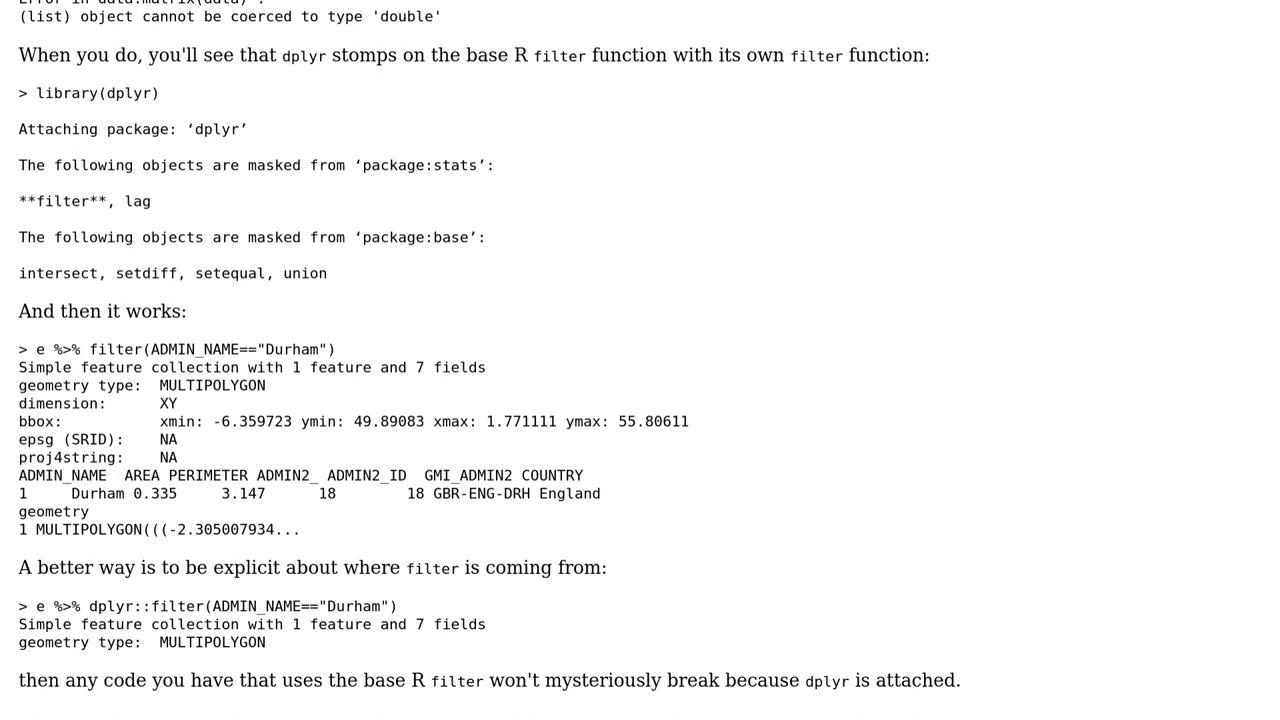 (list) object cannot be coerced to type 'double'
When you do, you'll see that dplyr stomps on the base R filter function with its own filter function:
> library(dplyr)
Attaching package: ‘dplyr’
The following objects are masked from ‘package:stats’:
**filter**, lag
The following objects are masked from ‘package:base’:
intersect, setdiff, setequal, union
And then it works:
> e %>% filter(ADMIN_NAME=="Durham")
Simple feature collection with 1 feature and 7 fields
geometry type:  MULTIPOLYGON
dimension:      XY
bbox:           xmin: -6.359723 ymin: 49.89083 xmax: 1.771111 ymax: 55.80611
epsg (SRID):    NA
proj4string:    NA
ADMIN_NAME  AREA PERIMETER ADMIN2_ ADMIN2_ID  GMI_ADMIN2 COUNTRY
1     Durham 0.335     3.147      18        18 GBR-ENG-DRH England
geometry
1 MULTIPOLYGON(((-2.305007934...
A better way is to be explicit about where filter is coming from:
> e %>% dplyr::filter(ADMIN_NAME=="Durham")
Simple feature collection with 1 feature and 7 fields
geometry type:  MULTIPOLYGON
then any code you have that uses the base R filter won't mysteriously break because dplyr is attached.